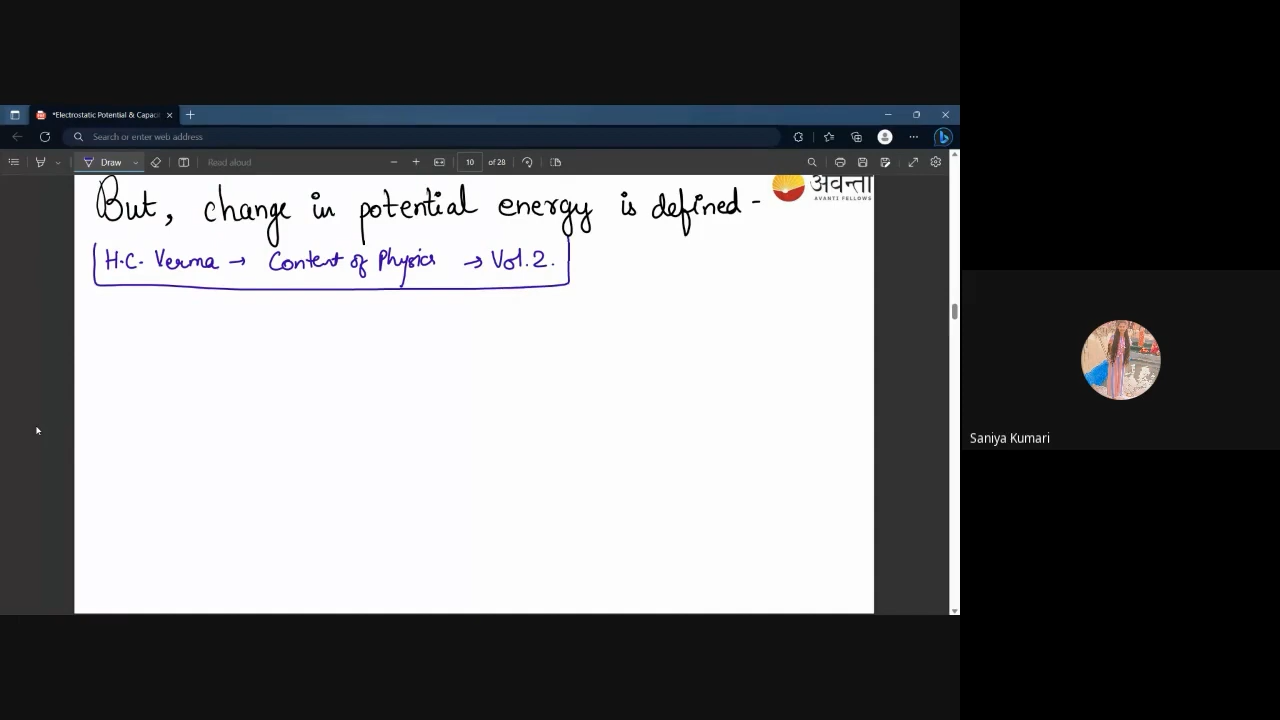 *Electrostatic Potential & Capac
Search or enter web address
Draw
Read aloud
10 of 28
But, change in potential energy is defined -
अवन्ती
AVANTI FELLOWS
H.C. Verma → Content of Physics → Vol. 2.
Saniya Kumari